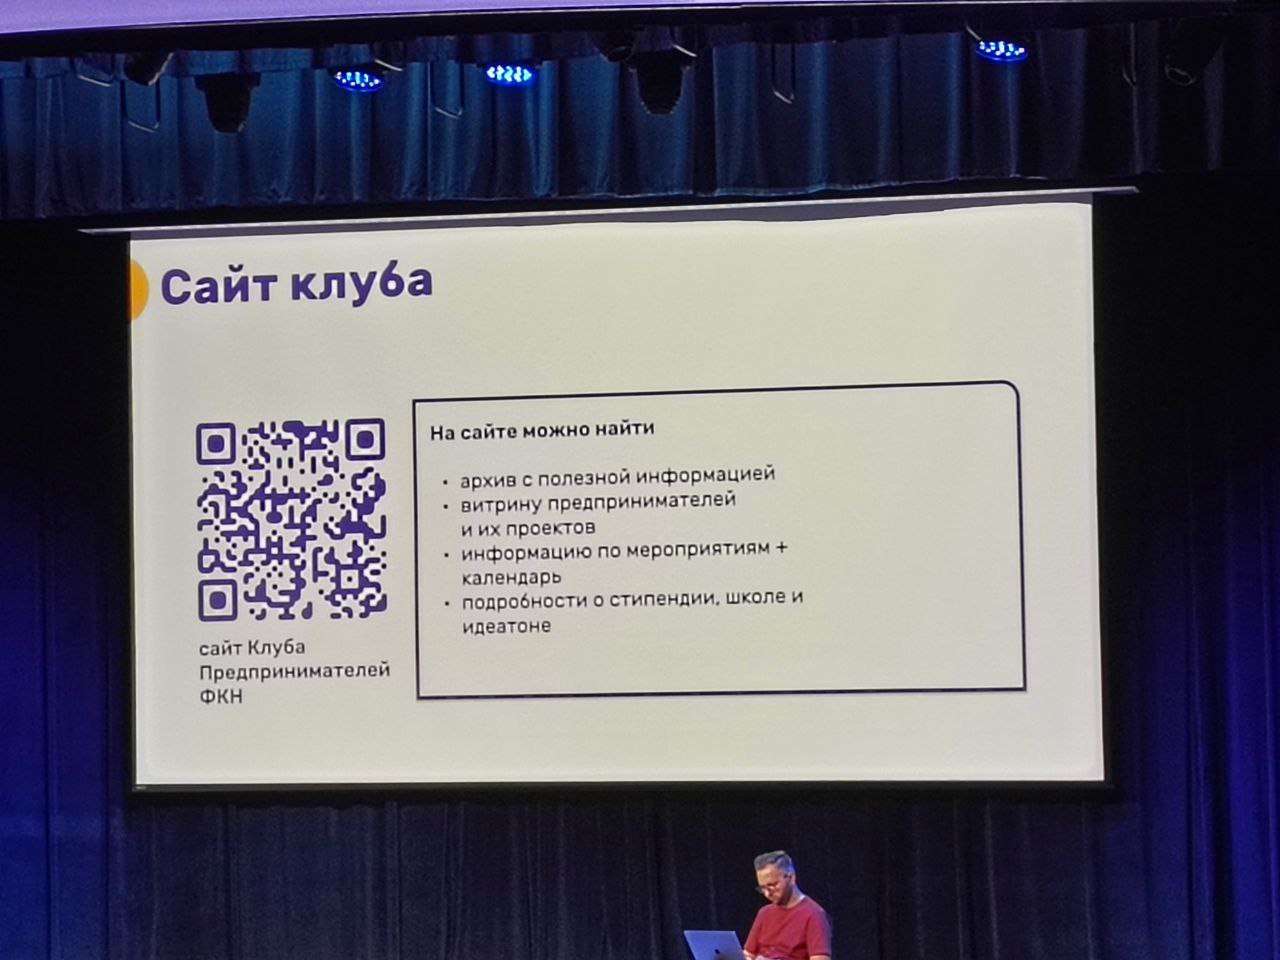 Сайт клуба
На сайте можно найти
• архив с полезной информацией
• витрину предпринимателей
и их проектов
• информацию по мероприятиям +
календарь
• подробности о стипендии, школе и
идеатоне
сайт Клуба
Предпринимателей
ФКН